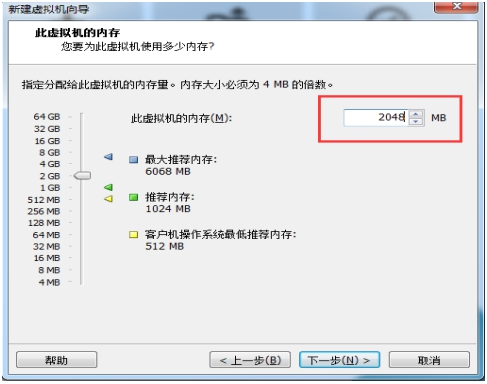 新建虚拟机向导
此虚拟机的内存
您要为此虚拟机使用多少内存?
指定分配给此虚拟机的内存量。内存大小必须为 4 MB 的倍数。
64 GB
32 GB
16 GB
8 GB
4 GB
2 GB
1 GB
512 MB
256 MB
128 MB
64 MB
32 MB
16 MB
8 MB
4 MB
此虚拟机的内存(M):
2048 MB
最大推荐内存:
6068 MB
推荐内存:
1024 MB
客户机操作系统最低推荐内存:
512 MB
帮助
< 上一步(B)
下一步(N) >
取消